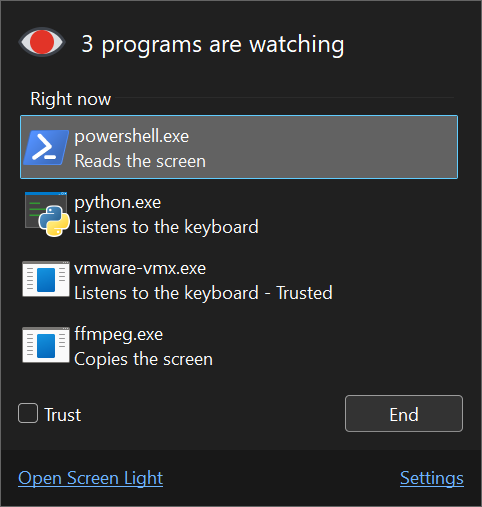 3 programs are watching
Right now
powershell.exe
Reads the screen
python.exe
Listens to the keyboard
vmware-vmx.exe
Listens to the keyboard - Trusted
ffmpeg.exe
Copies the screen
Trust
End
Open Screen Light
Settings